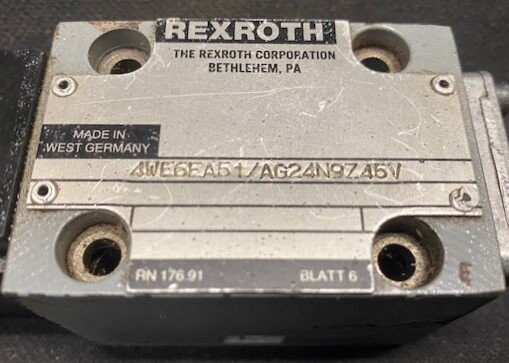 REXROTH
THE REXROTH CORPORATION
BETHLEHEM, PA
MADE IN
WEST GERMANY
4WE6EA51/AG24N9Z45V
RN 176.91 BLATT 6